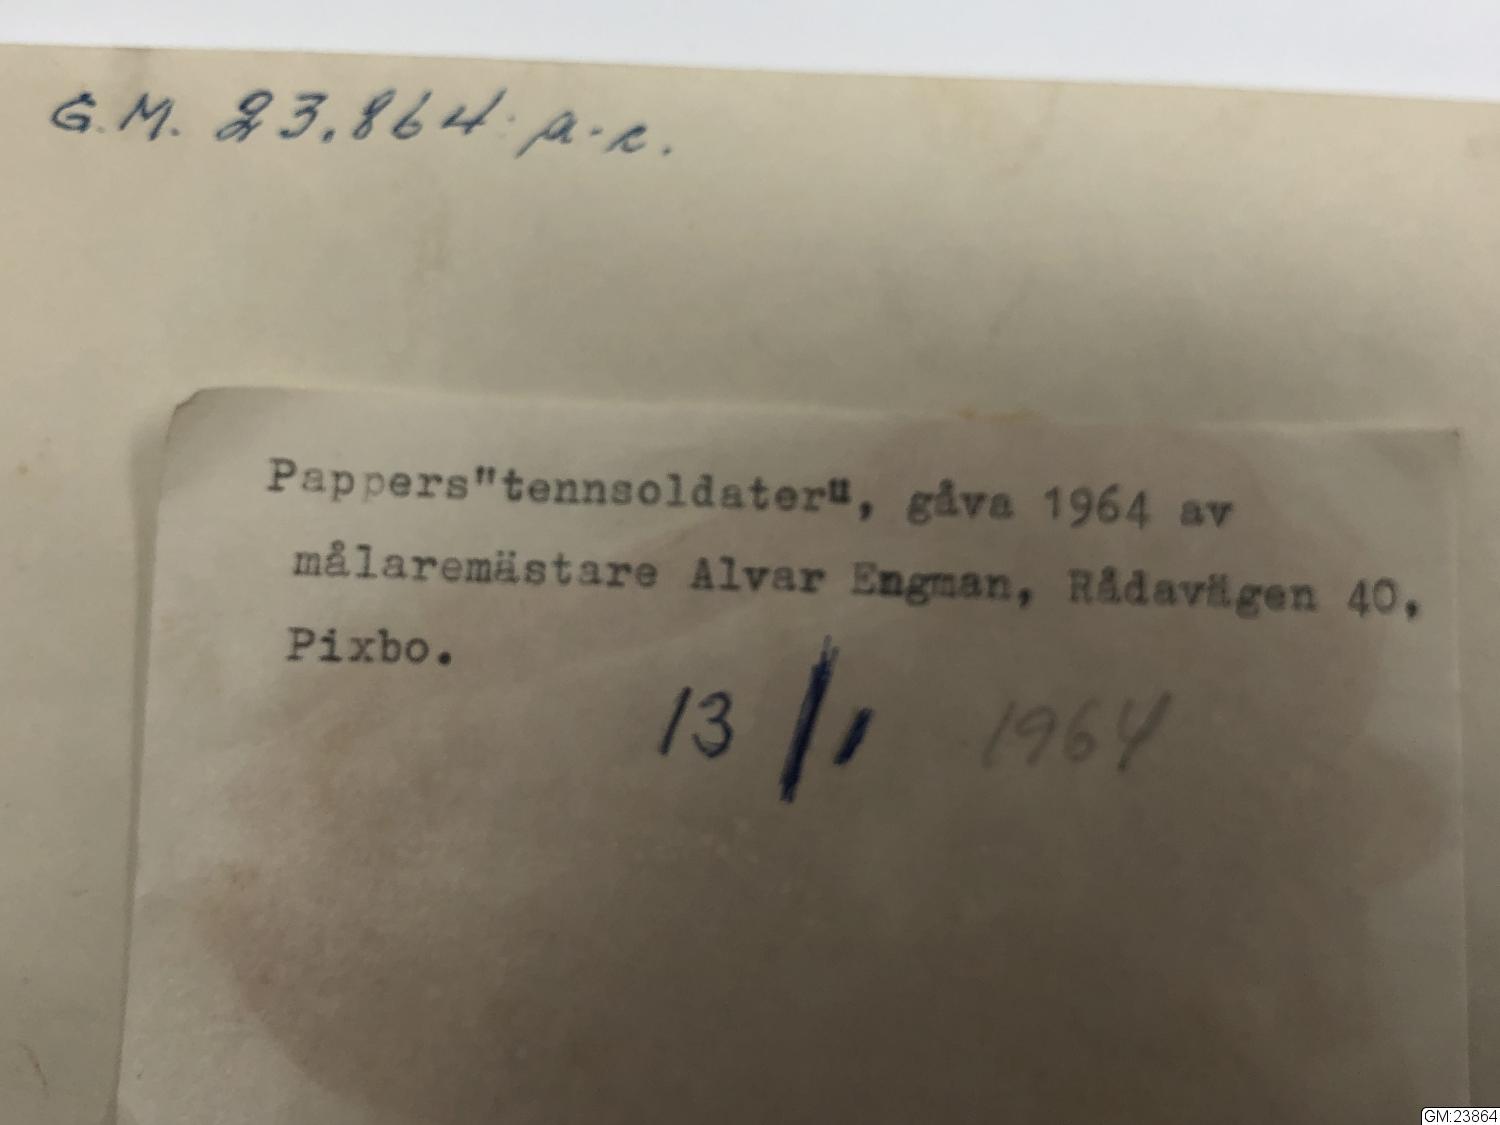 G.M. 23.864 a-c.
Pappers"tennsoldater", gåva 1964 av
målaremästare Alvar Engman, Rådavägen 40,
Pixbo.
13/1 1964
GM:23864